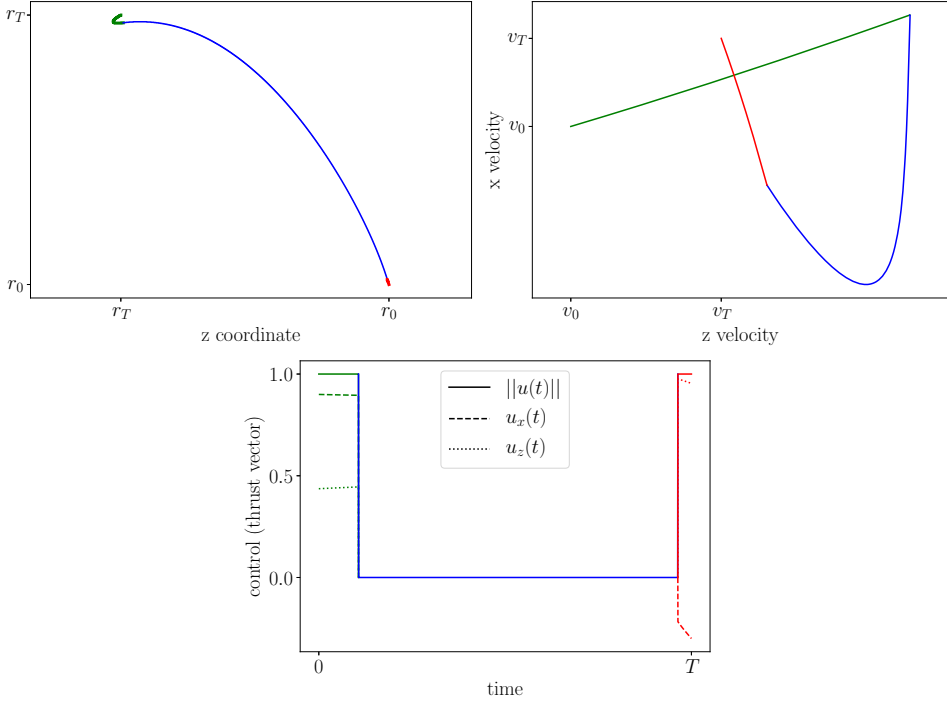 r_T
r_0
r_T
r_0
z coordinate
x velocity
v_T
v_0
v_0
v_T
z velocity
control (thrust vector)
1.0
0.5
0.0
||u(t)||
u_x(t)
u_z(t)
0
T
time